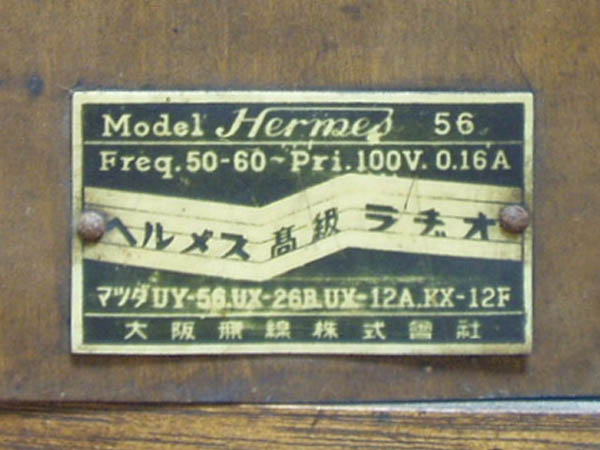 Model Hermes 56
Freq.50-60~Pri.100V. 0.16A
ヘルメス高級ラヂオ
マツダUY-56.UX-26B.UX-12A.KX-12F
大阪無線株式會社